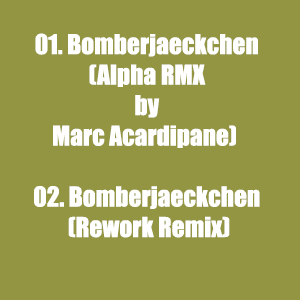 01. Bomberjaeckchen
(Alpha RMX
by
Marc Acardipane)
02. Bomberjaeckchen
(Rework Remix)